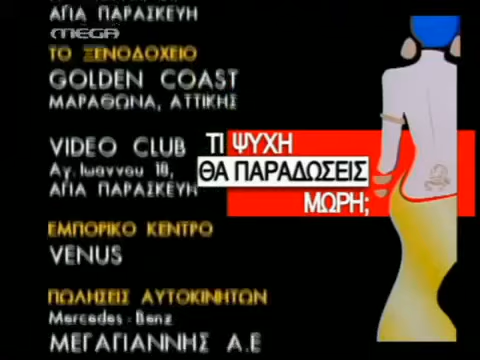 ΑΓΙΑ ΠΑΡΑΣΚΕΥΗ
MEGA
ΤΟ ΞΕΝΟΔΟΧΕΙΟ
GOLDEN COAST
ΜΑΡΑΘΩΝΑ, ΑΤΤΙΚΗΣ
VIDEO CLUB
Αγ. Ιωαννου 18,
ΑΓΙΑ ΠΑΡΑΣΚΕΥΗ
ΤΙ ΨΥΧΗ
ΘΑ ΠΑΡΑΔΩΣΕΙΣ
ΜΩΡΗ;
ΕΜΠΟΡΙΚΟ ΚΕΝΤΡΟ
VENUS
ΠΩΛΗΣΕΙΣ ΑΥΤΟΚΙΝΗΤΩΝ
Mercedes - Benz
ΜΕΓΑΓΙΑΝΝΗΣ Α.Ε